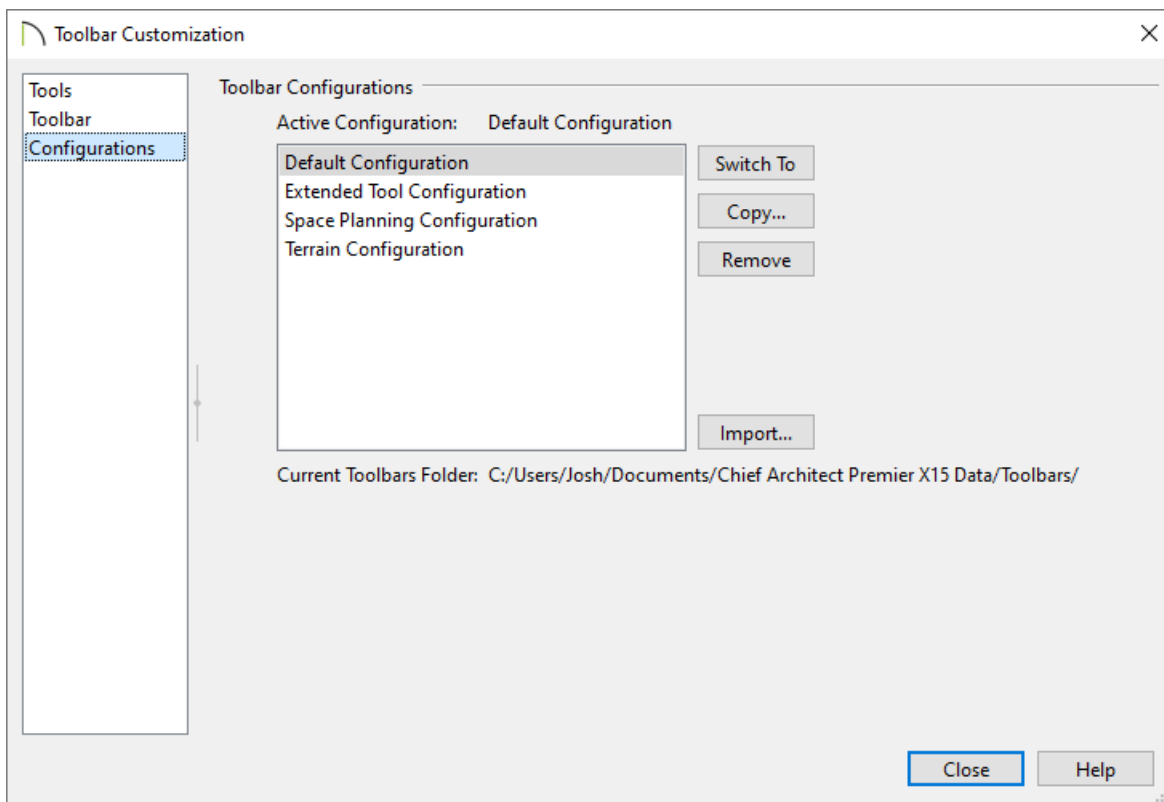 Toolbar Customization
Tools
Toolbar
Configurations
Toolbar Configurations
Active Configuration: Default Configuration
Default Configuration
Extended Tool Configuration
Space Planning Configuration
Terrain Configuration
Switch To
Copy...
Remove
Import...
Current Toolbars Folder: C:/Users/Josh/Documents/Chief Architect Premier X15 Data/Toolbars/
Close
Help